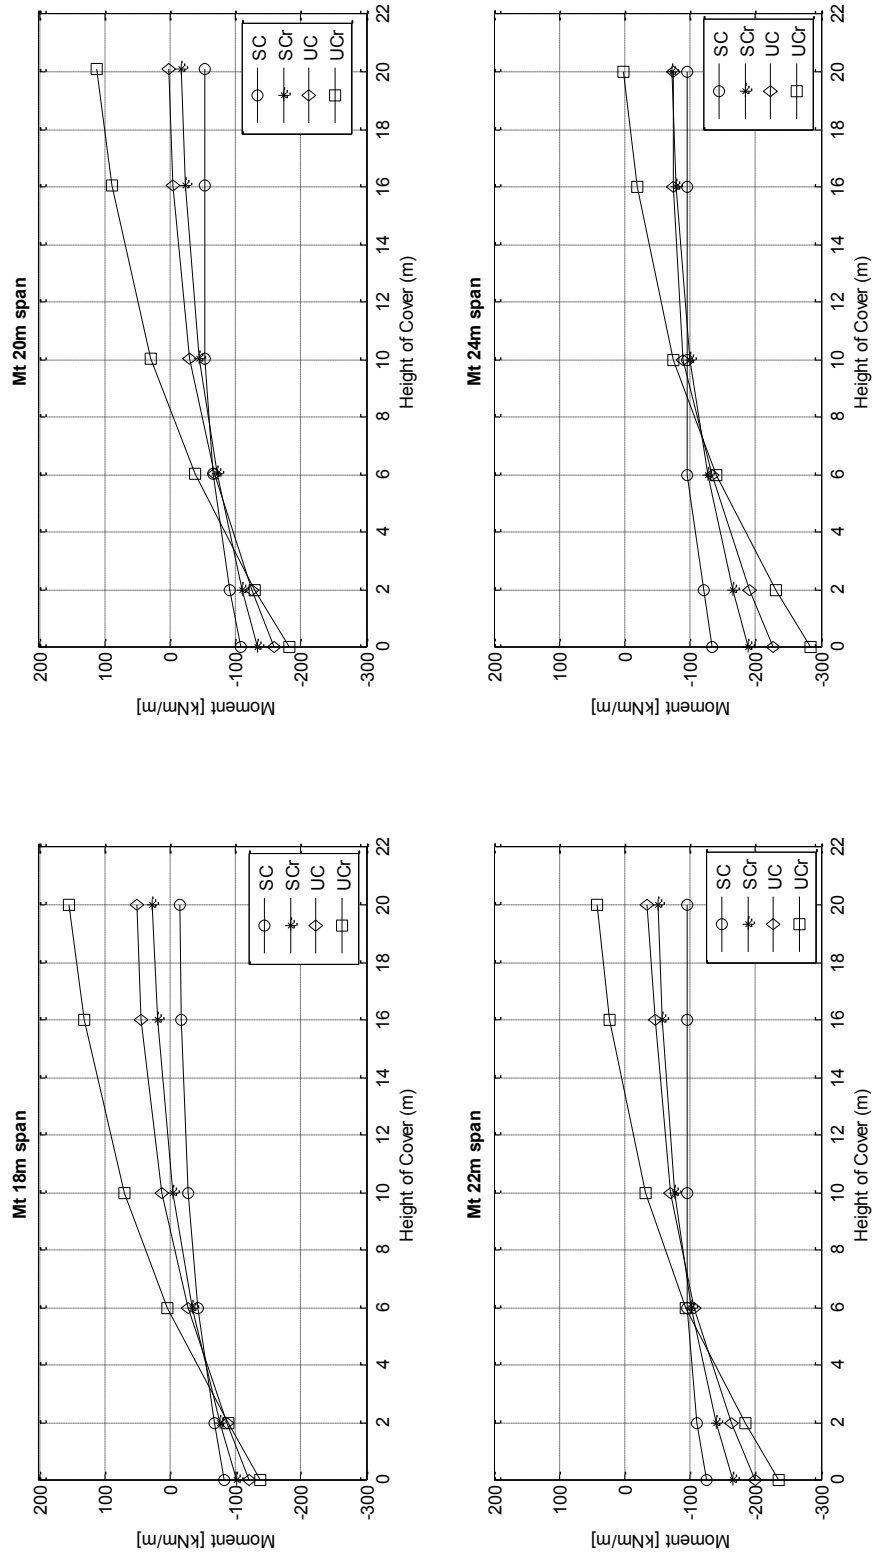 Mt 18m span
200
100
0
-100
-200
-300
Moment [kNm/m]
0 2 4 6 8 10 12 14 16 18 20 22
Height of Cover (m)
SC
SCr
UC
UCr
Mt 20m span
200
100
0
-100
-200
-300
Moment [kNm/m]
0 2 4 6 8 10 12 14 16 18 20 22
Height of Cover (m)
SC
SCr
UC
UCr
Mt 22m span
200
100
0
-100
-200
-300
Moment [kNm/m]
0 2 4 6 8 10 12 14 16 18 20 22
Height of Cover (m)
SC
SCr
UC
UCr
Mt 24m span
200
100
0
-100
-200
-300
Moment [kNm/m]
0 2 4 6 8 10 12 14 16 18 20 22
Height of Cover (m)
SC
SCr
UC
UCr